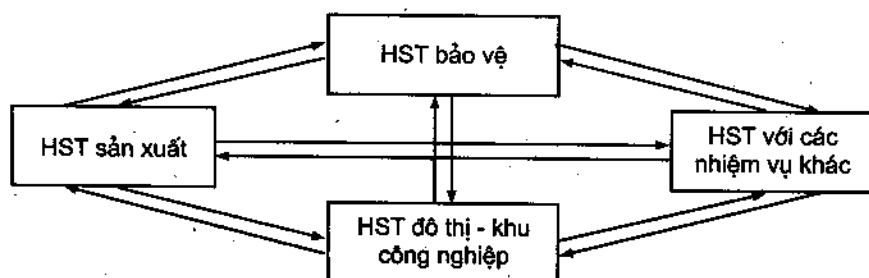 HST bảo vệ
HST sản xuất
HST với các
nhiệm vụ khác
HST đô thị - khu
công nghiệp